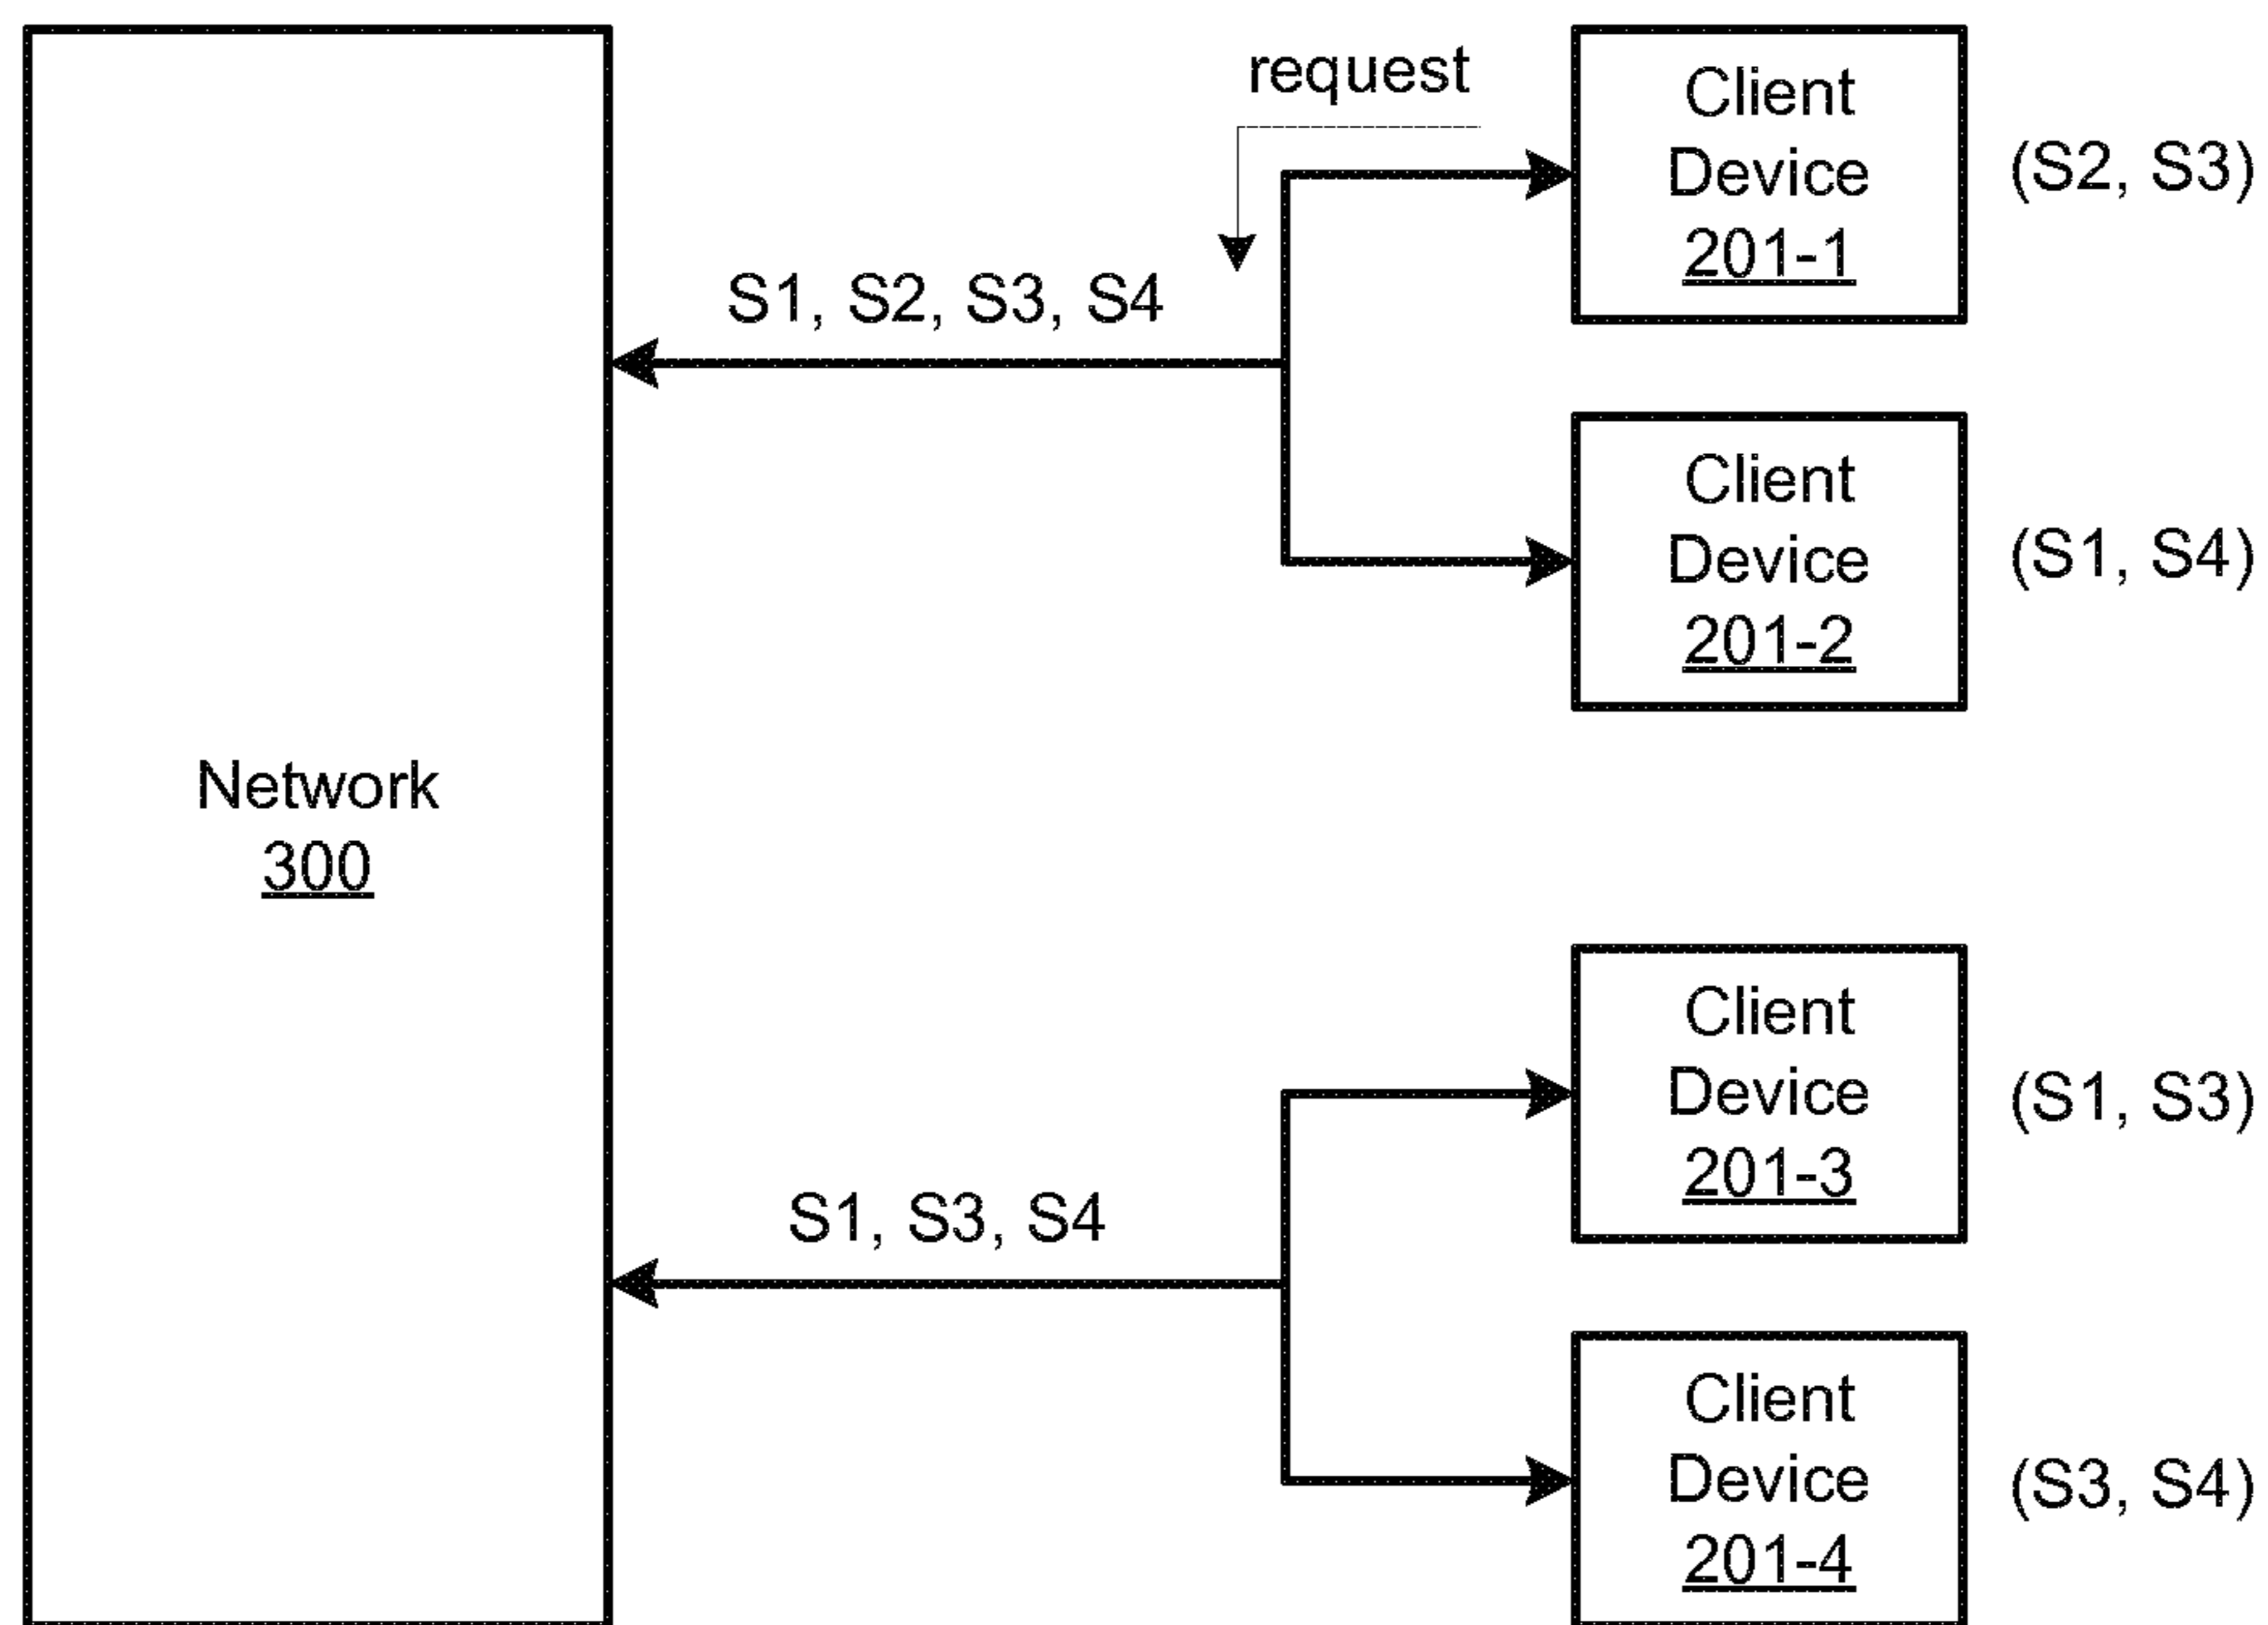 request
Client
Device
201-1
(S2, S3)
S1, S2, S3, S4
Client
Device
201-2
(S1, S4)
Network
300
Client
Device
201-3
(S1, S3)
S1, S3, S4
Client
Device
201-4
(S3, S4)